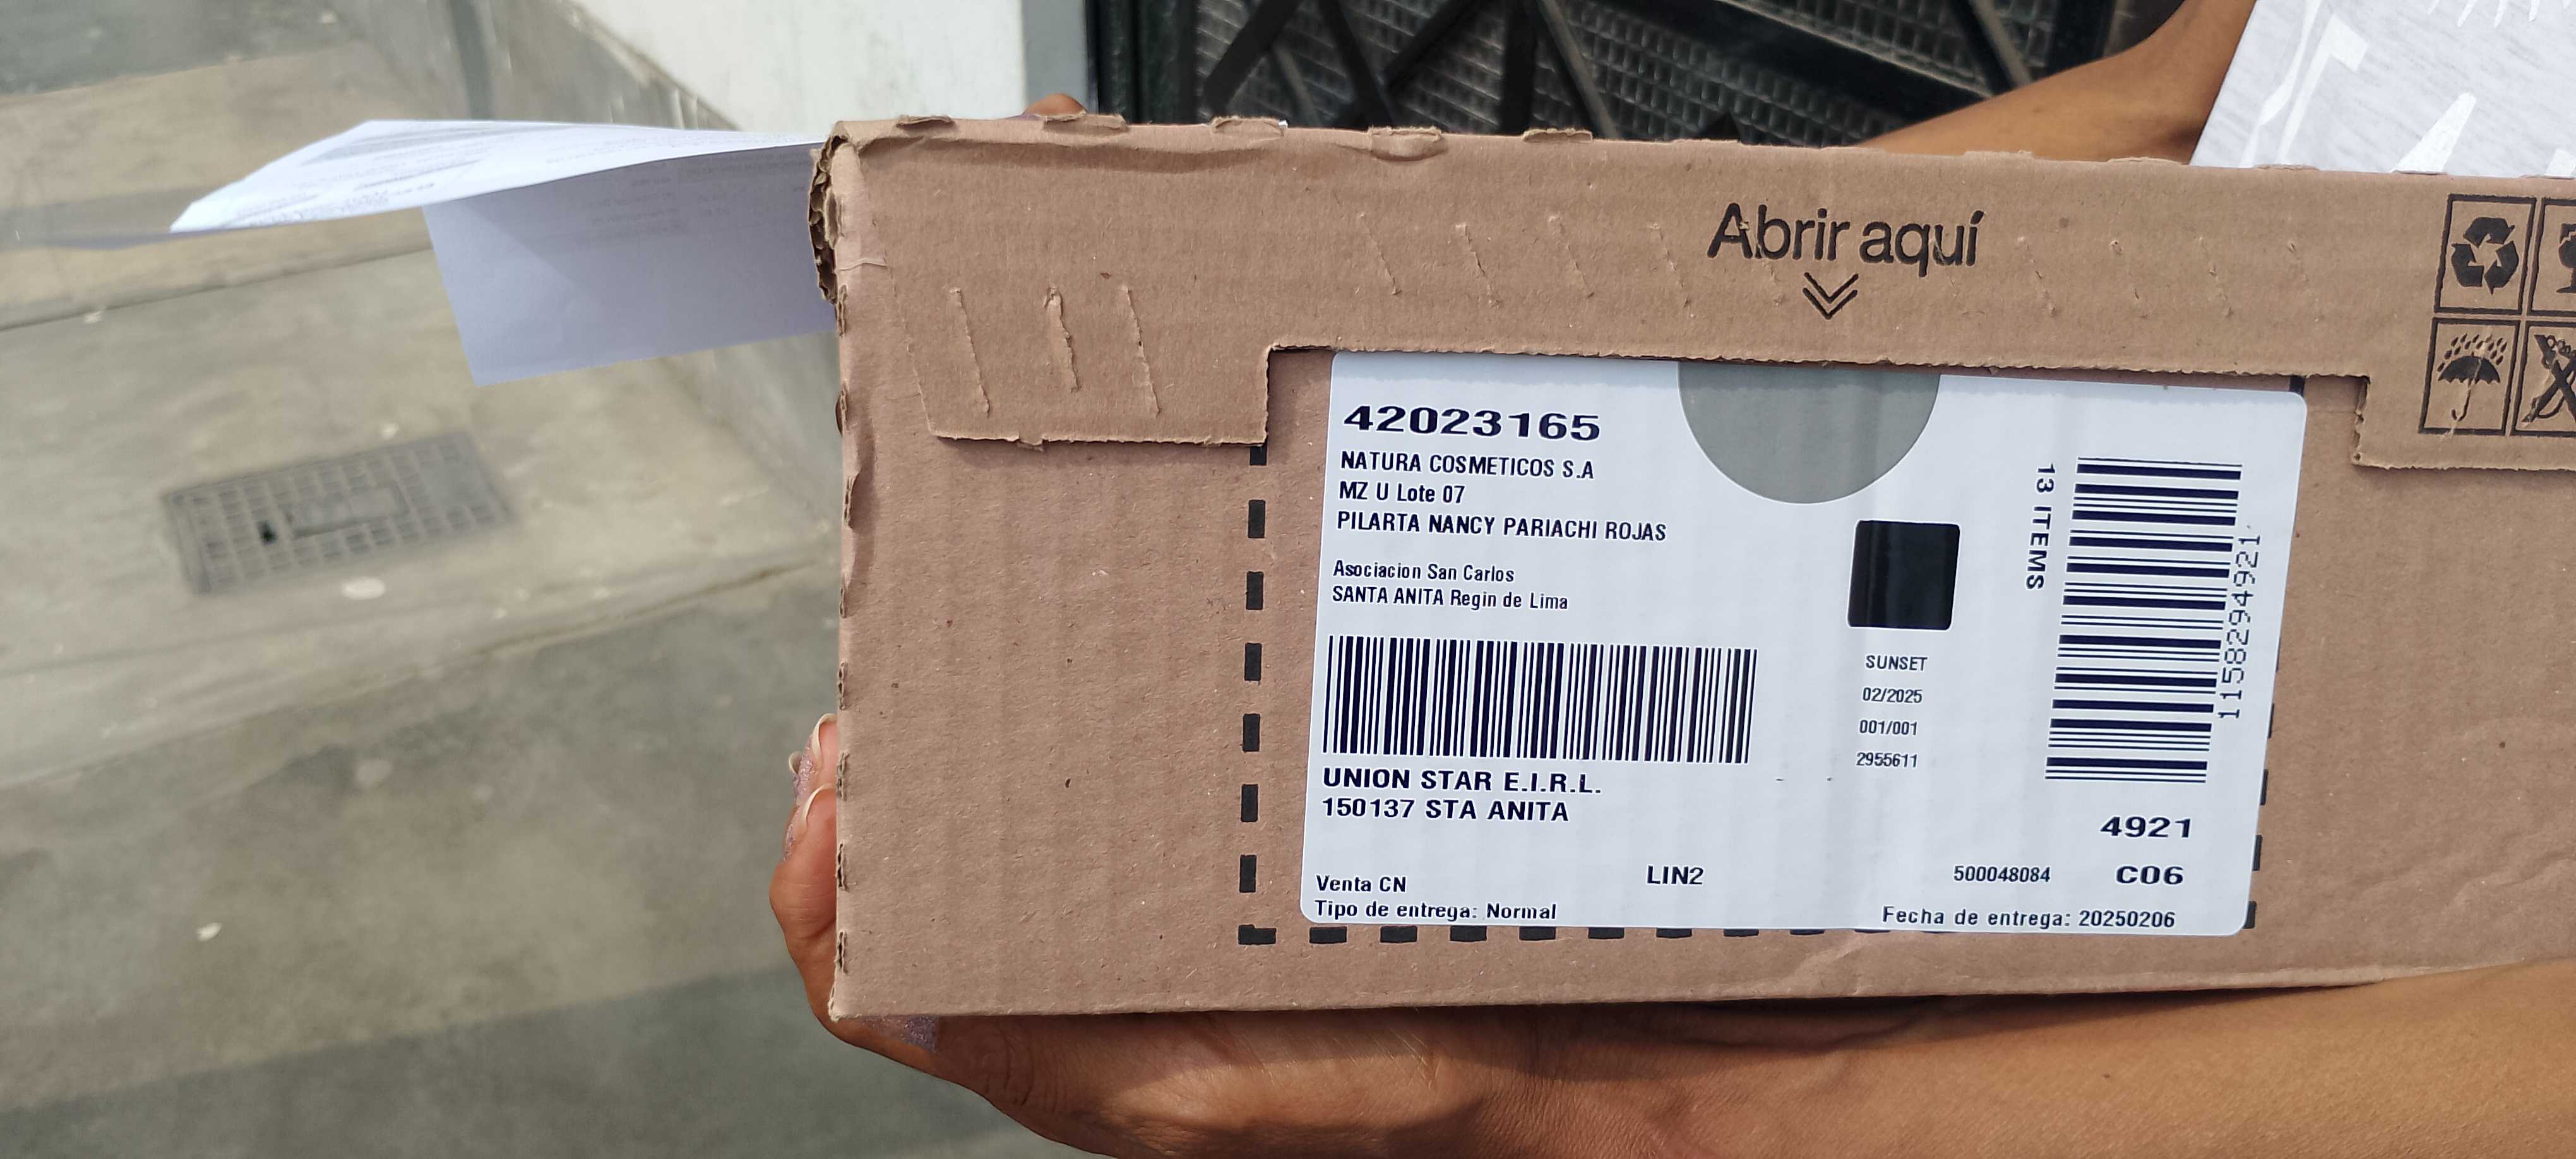 Abrir aquí
42023165
NATURA COSMETICOS S.A
MZ U Lote 07
PILARTA NANCY PARIACHI ROJAS
Asociacion San Carlos
SANTA ANITA Regin de Lima
13 ITEMS
1158294921
SUNSET
02/2025
001/001
2955611
UNION STAR E.I.R.L.
150137 STA ANITA
4921
Venta CN
LIN2
500048084
C06
Tipo de entrega: Normal
Fecha de entrega: 20250206